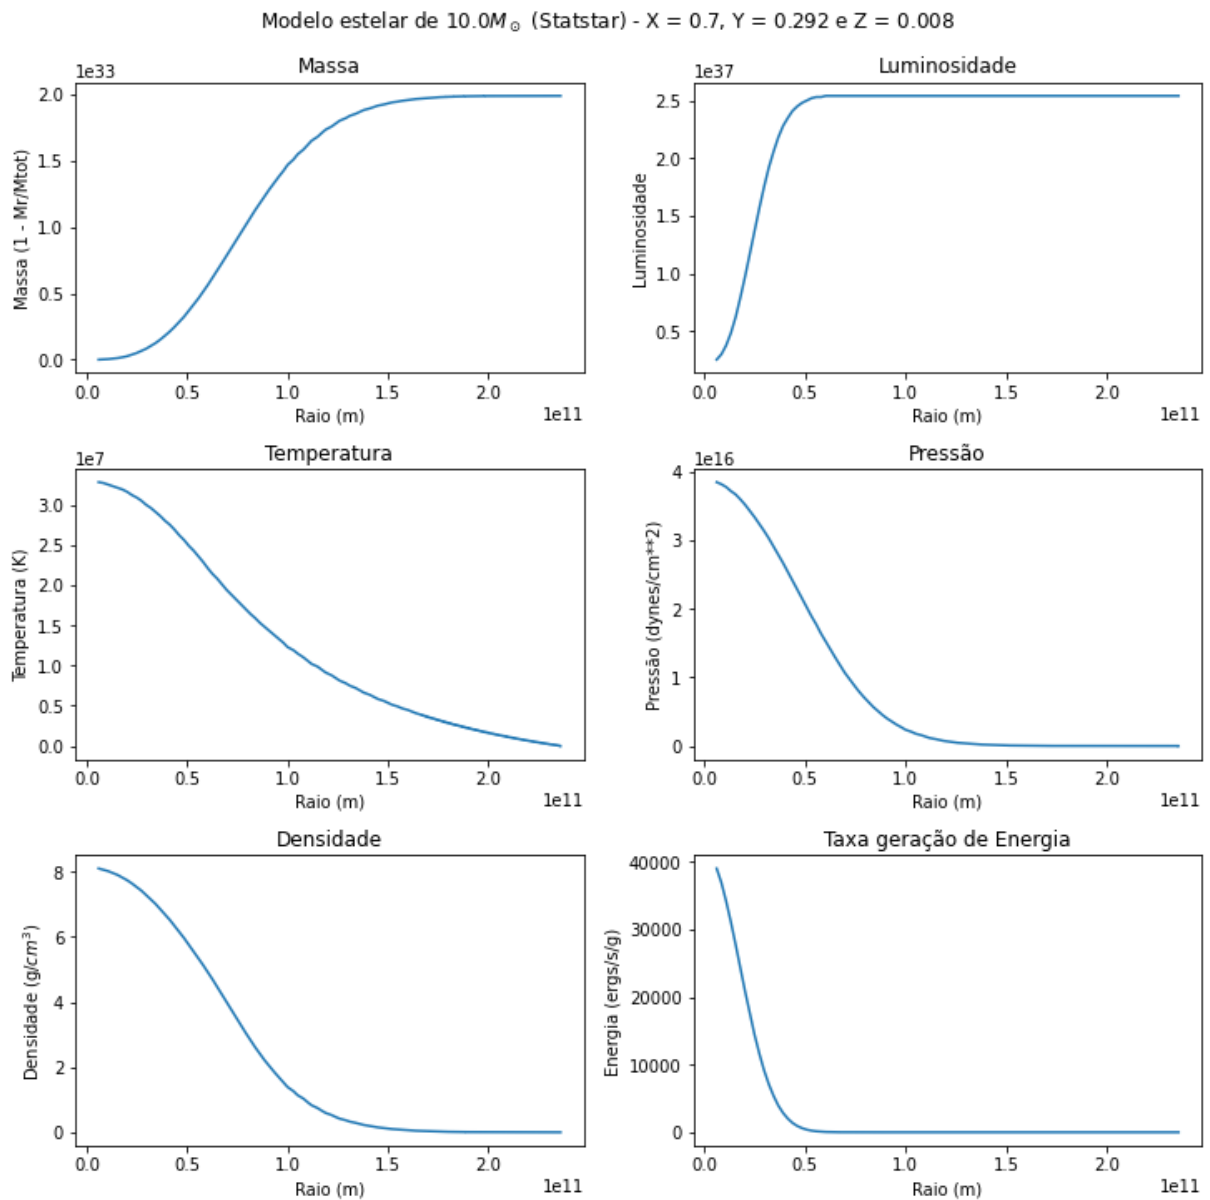 Modelo estelar de 10.0M☉ (Statstar) - X = 0.7, Y = 0.292 e Z = 0.008
1e33
Massa
Massa (1 - Mr/Mtot)
2.0
1.5
1.0
0.5
0.0
0.0 0.5 1.0 1.5 2.0
Raio (m)
1e11
1e37
Luminosidade
Luminosidade
2.5
2.0
1.5
1.0
0.5
0.0 0.5 1.0 1.5 2.0
Raio (m)
1e11
1e7
Temperatura
Temperatura (K)
3.0
2.5
2.0
1.5
1.0
0.5
0.0
0.0 0.5 1.0 1.5 2.0
Raio (m)
1e11
1e16
Pressão
Pressão (dynes/cm**2)
4
3
2
1
0
0.0 0.5 1.0 1.5 2.0
Raio (m)
1e11
Densidade
Densidade (g/cm³)
8
6
4
2
0
0.0 0.5 1.0 1.5 2.0
Raio (m)
1e11
Taxa geração de Energia
Energia (ergs/s/g)
40000
30000
20000
10000
0
0.0 0.5 1.0 1.5 2.0
Raio (m)
1e11